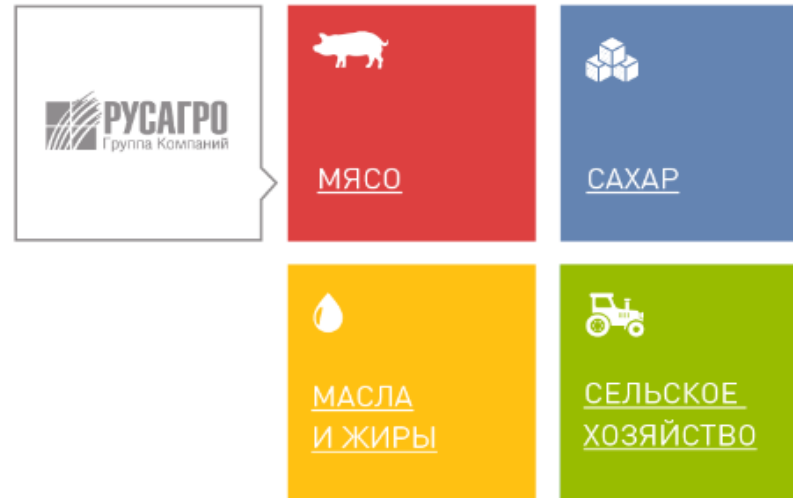 РУСАГРО
Группа Компаний
МЯСО
САХАР
МАСЛА
И ЖИРЫ
СЕЛЬСКОЕ
ХОЗЯЙСТВО